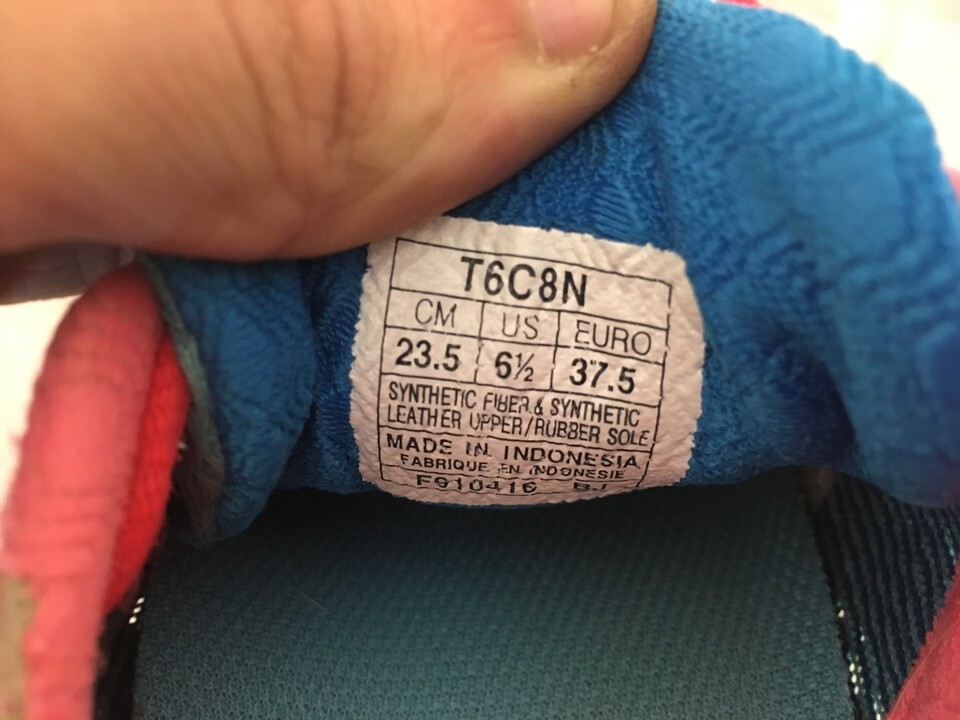 T6C8N
CM US EURO
23.5 6½ 37.5
SYNTHETIC FIBER & SYNTHETIC
LEATHER UPPER/RUBBER SOLE
MADE IN INDONESIA
FABRIQUE EN INDONESIE
F910416 BJ